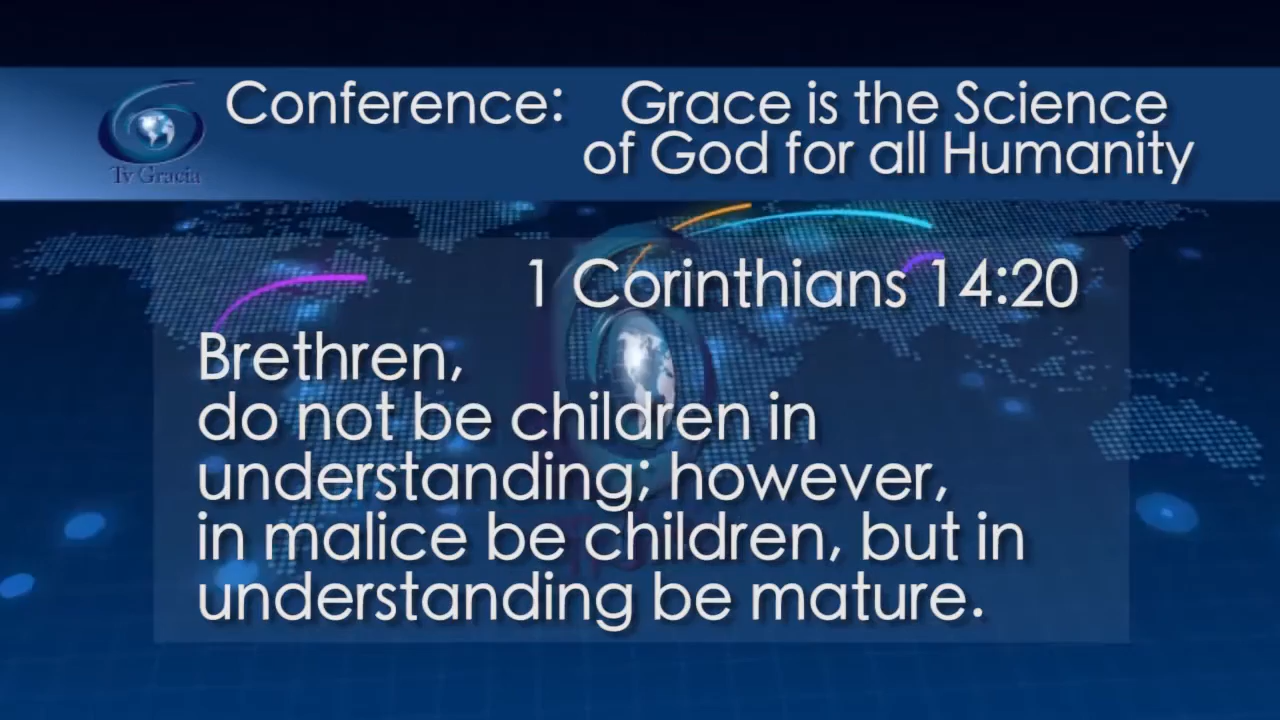 Conference: Grace is the Science
of God for all Humanity
Tv Gracia
1 Corinthians 14:20
Brethren,
do not be children in
understanding; however,
in malice be children, but in
understanding be mature.